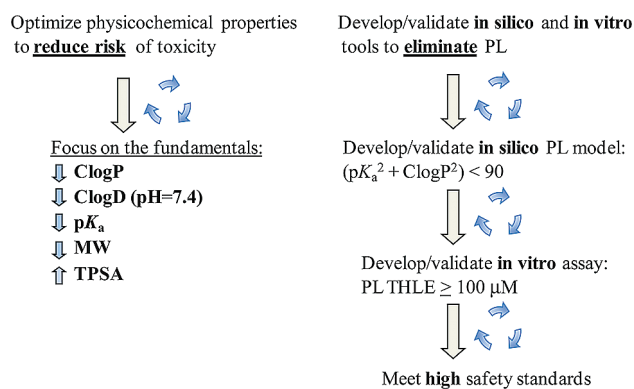 Optimize physicochemical properties
to reduce risk of toxicity
Focus on the fundamentals:
ClogP
ClogD (pH=7.4)
pKa
MW
TPSA
Develop/validate in silico and in vitro
tools to eliminate PL
Develop/validate in silico PL model:
(pKa² + ClogP²) < 90
Develop/validate in vitro assay:
PL THLE ≥ 100 µM
Meet high safety standards